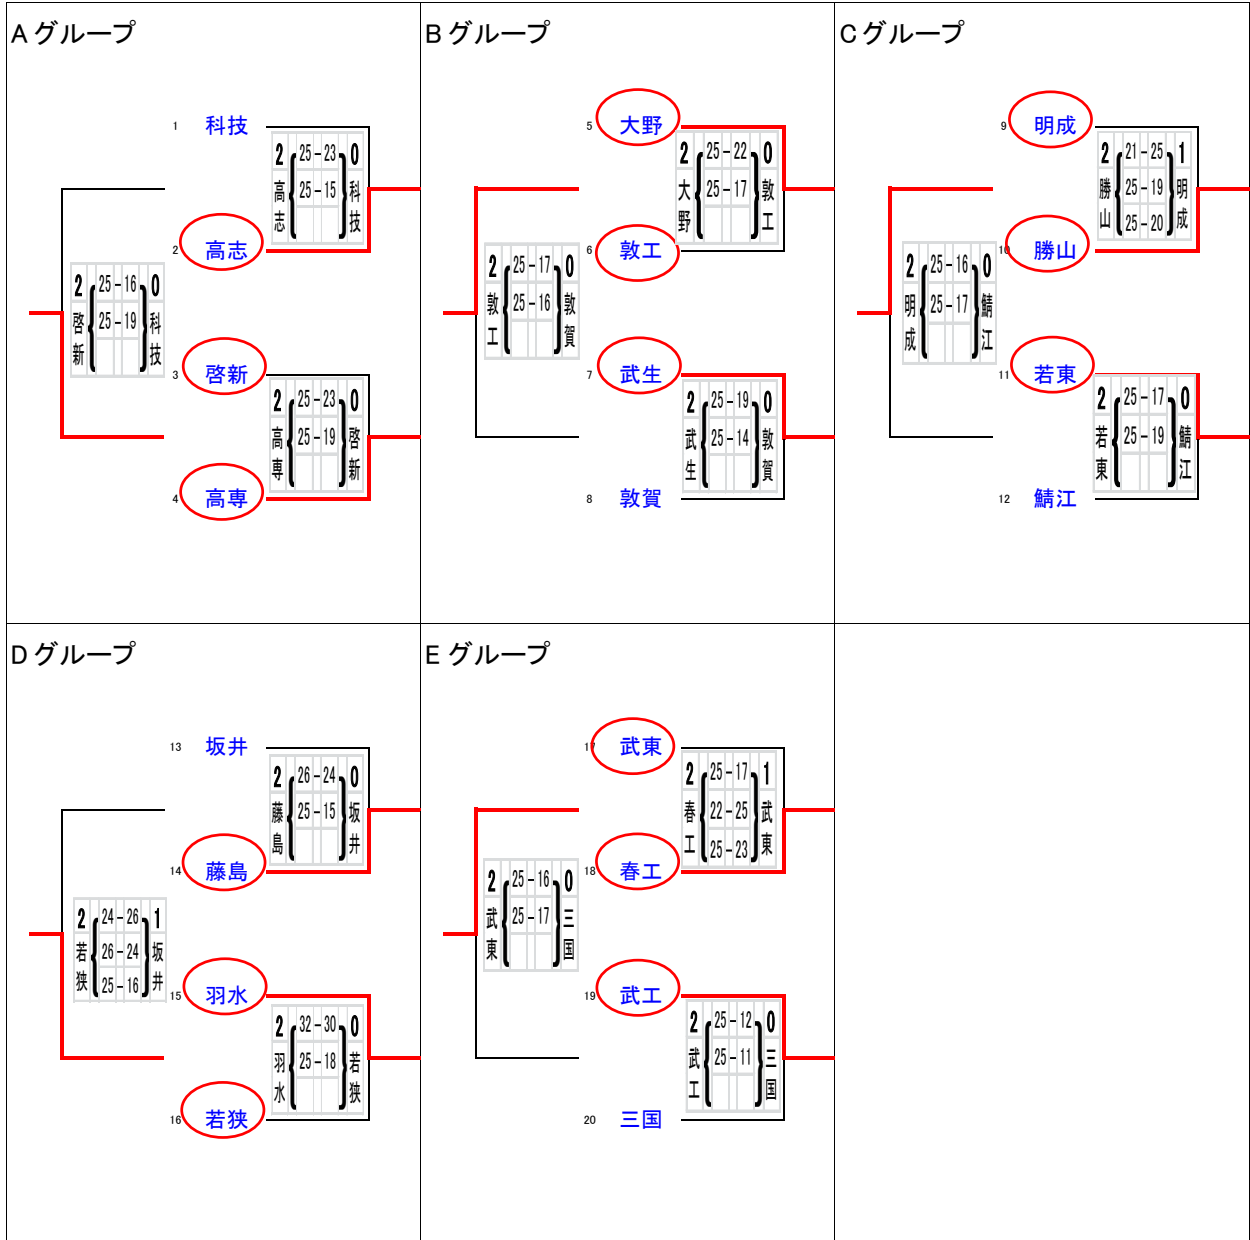 A グループ
1 科技
2 高志
3 啓新
4 高専
2 25-23 0
高志 25-15 科技
2 25-16 0
啓新 25-19 科技
2 25-23 0
高専 25-19 啓新
B グループ
5 大野
6 敦工
7 武生
8 敦賀
2 25-22 0
大野 25-17 敦工
2 25-17 0
敦工 25-16 敦賀
2 25-19 0
武生 25-14 敦賀
C グループ
9 明成
10 勝山
11 若東
12 鯖江
2 21-25 1
勝山 25-19 明成
25-20
2 25-16 0
明成 25-17 鯖江
2 25-17 0
若東 25-19 鯖江
D グループ
13 坂井
14 藤島
15 羽水
16 若狭
2 26-24 0
藤島 25-15 坂井
2 24-26 1
若狭 26-24 坂井
25-16
2 32-30 0
羽水 25-18 若狭
E グループ
17 武東
18 春工
19 武工
20 三国
2 25-17 1
春工 22-25 武東
25-23
2 25-16 0
武東 25-17 三国
2 25-12 0
武工 25-11 三国